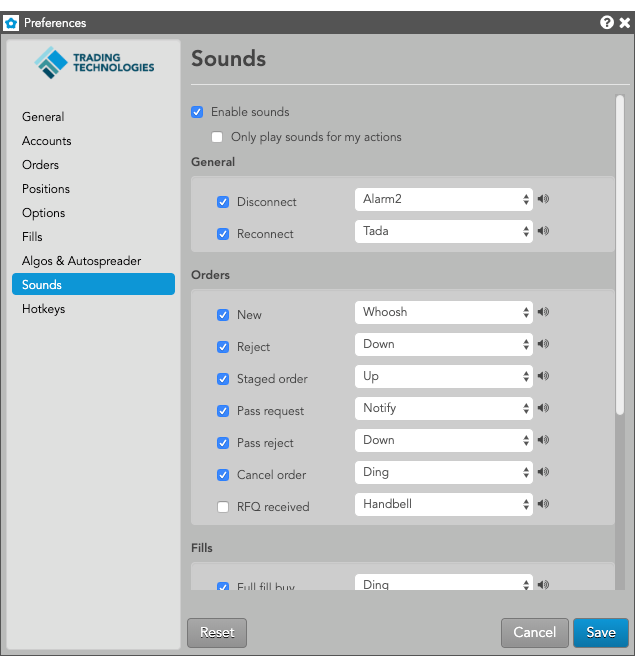 Preferences
TRADING
TECHNOLOGIES
General
Accounts
Orders
Positions
Options
Fills
Algos & Autospreader
Sounds
Hotkeys
Sounds
Enable sounds
Only play sounds for my actions
General
Disconnect Alarm2
Reconnect Tada
Orders
New Whoosh
Reject Down
Staged order Up
Pass request Notify
Pass reject Down
Cancel order Ding
RFQ received Handbell
Fills
Full fill buy Ding
Reset Cancel Save